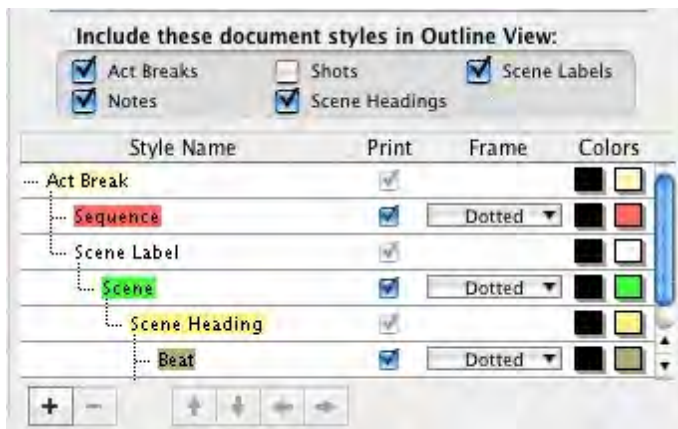 Include these document styles in Outline View:
Act Breaks Shots Scene Labels
Notes Scene Headings
Style Name Print Frame Colors
Act Break
Sequence Dotted
Scene Label
Scene Dotted
Scene Heading
Beat Dotted